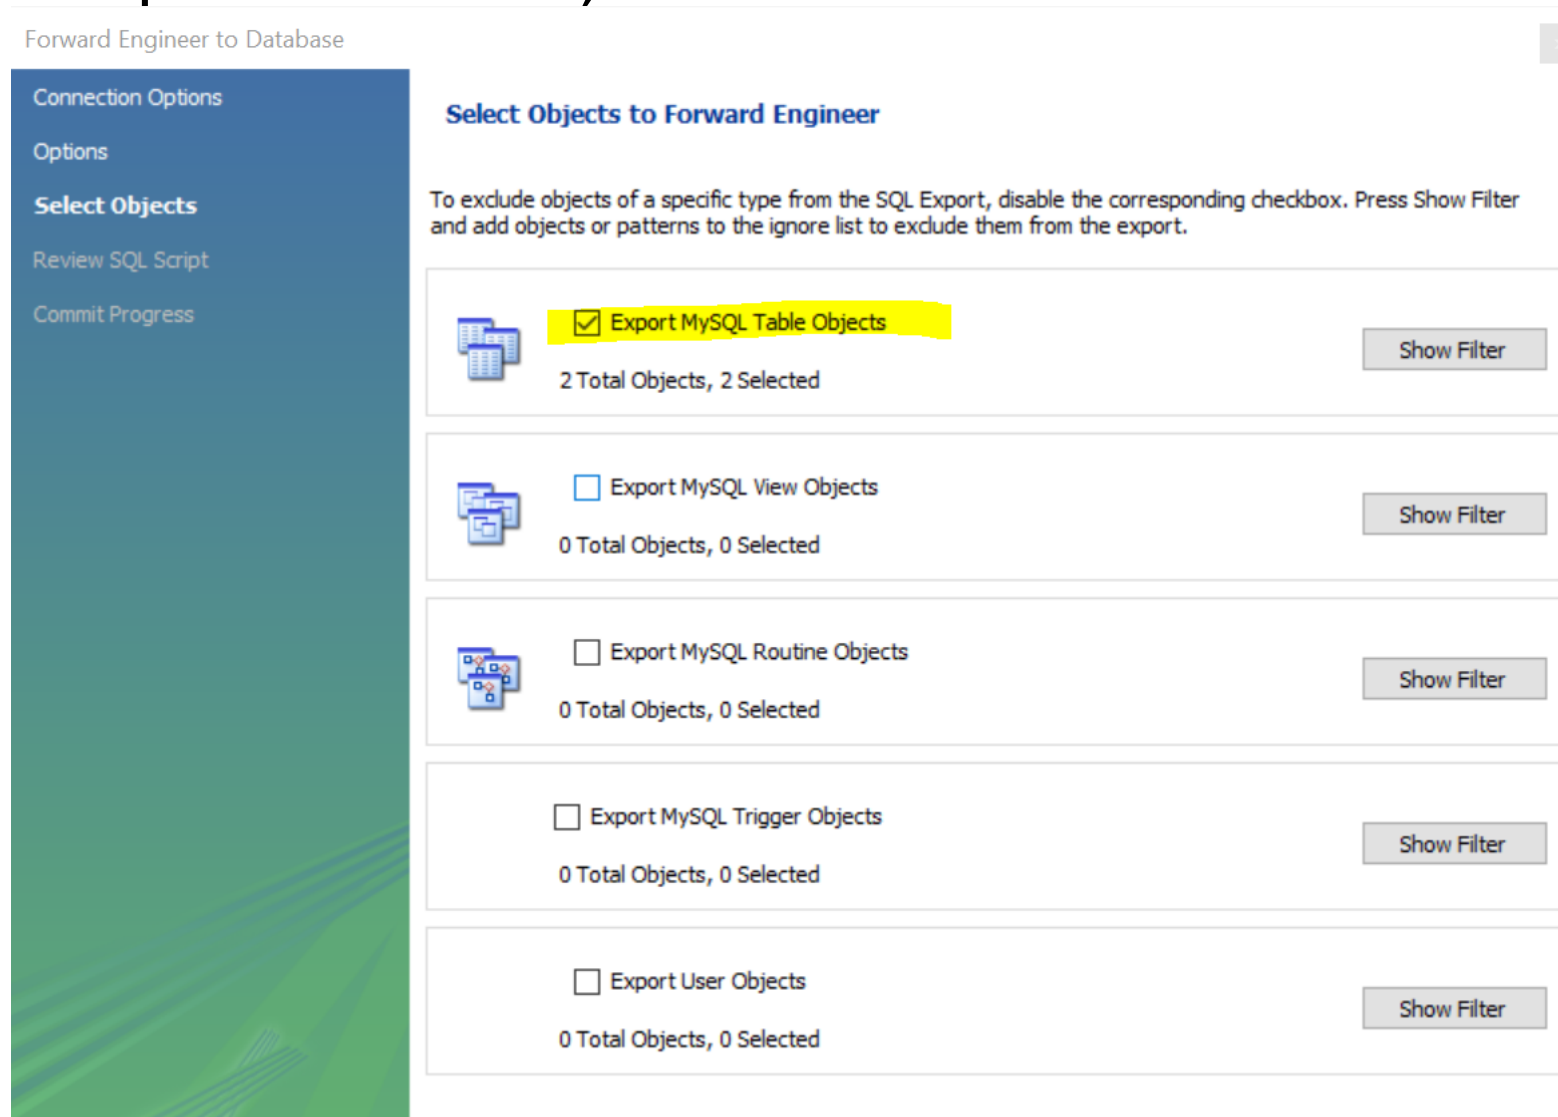 Forward Engineer to Database
Connection Options
Options
Select Objects
Review SQL Script
Commit Progress
Select Objects to Forward Engineer
To exclude objects of a specific type from the SQL Export, disable the corresponding checkbox. Press Show Filter
and add objects or patterns to the ignore list to exclude them from the export.
Export MySQL Table Objects
Show Filter
2 Total Objects, 2 Selected
Export MySQL View Objects
Show Filter
0 Total Objects, 0 Selected
Export MySQL Routine Objects
Show Filter
0 Total Objects, 0 Selected
Export MySQL Trigger Objects
Show Filter
0 Total Objects, 0 Selected
Export User Objects
Show Filter
0 Total Objects, 0 Selected